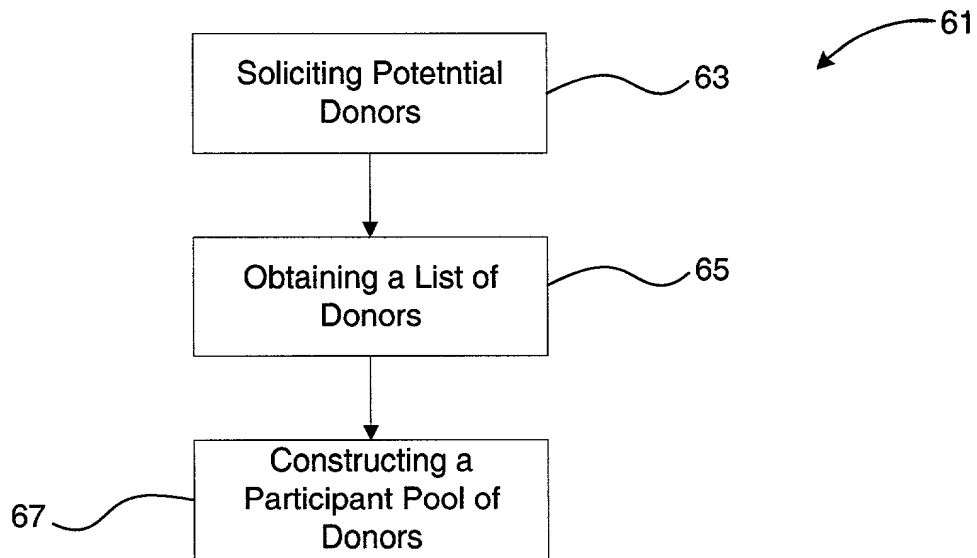 61
Soliciting Potetntial
Donors
63
Obtaining a List of
Donors
65
Constructing a
Participant Pool of
Donors
67